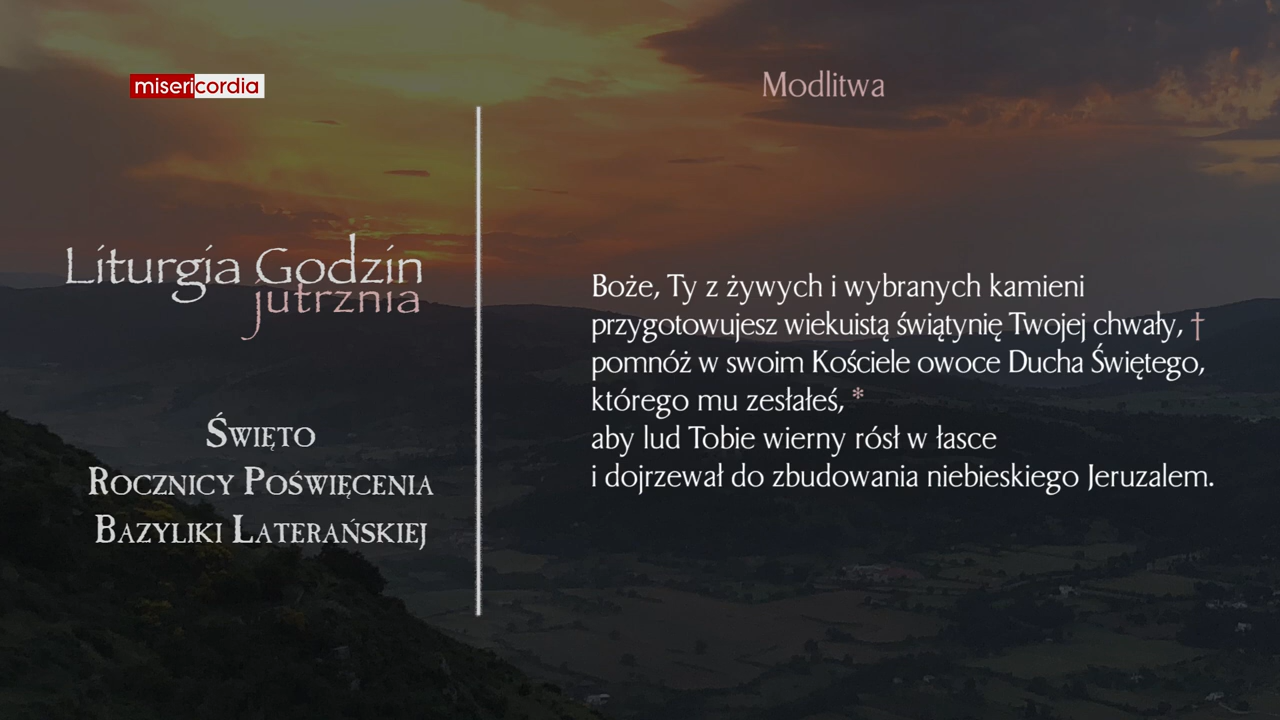 misericordia
Modlitwa
Liturgia Godzin
jutrznia
Święto
Rocznicy Poświęcenia
Bazyliki Laterańskiej
Boże, Ty z żywych i wybranych kamieni
przygotowujesz wiekuistą świątynię Twojej chwały, †
pomnóż w swoim Kościele owoce Ducha Świętego,
którego mu zesłałeś, *
aby lud Tobie wierny rósł w łasce
i dojrzewał do zbudowania niebieskiego Jeruzalem.